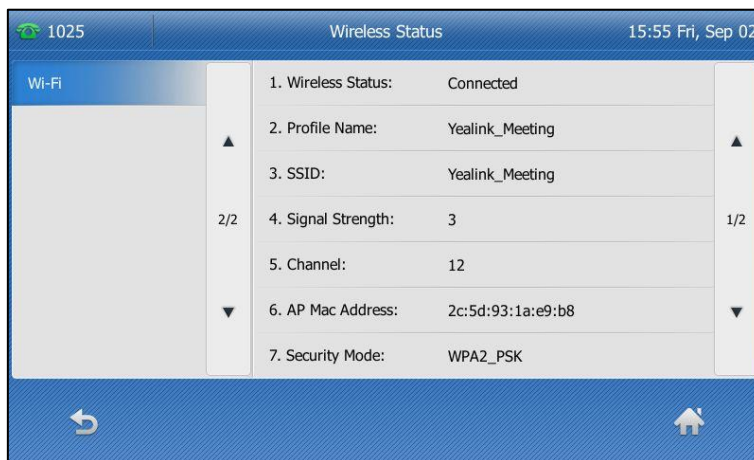 1025 Wireless Status 15:55 Fri, Sep 02
Wi-Fi
2/2
1. Wireless Status: Connected
2. Profile Name: Yealink_Meeting
3. SSID: Yealink_Meeting
4. Signal Strength: 3
5. Channel: 12
6. AP Mac Address: 2c:5d:93:1a:e9:b8
7. Security Mode: WPA2_PSK
1/2